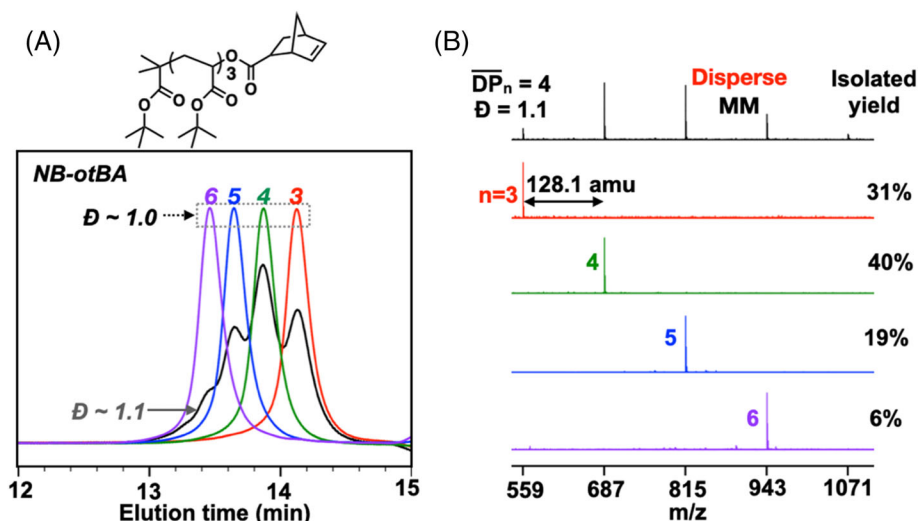 (A)
O
O
3
O
O
O
O
O
NB-otBA
6 5 4 3
Đ ~ 1.0
Đ ~ 1.1
12 13 14 15
Elution time (min)
(B)
DPn = 4
Đ = 1.1
Disperse
MM
Isolated
yield
n=3
128.1 amu
31%
4
40%
5
19%
6
6%
559 687 815 943 1071
m/z